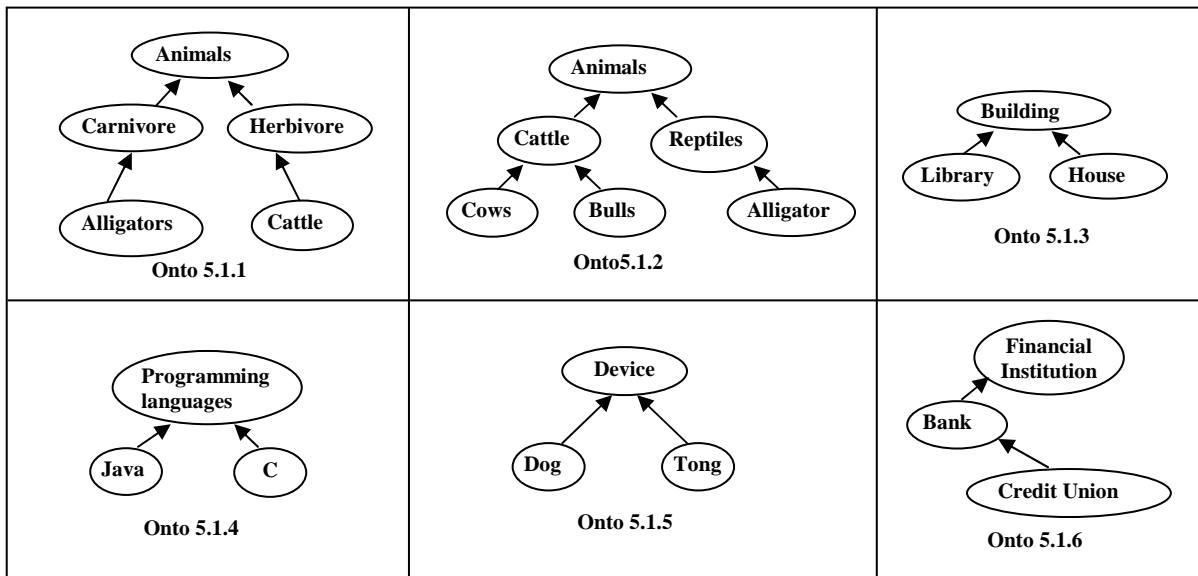 Animals
Carnivore
Herbivore
Alligators
Cattle
Onto 5.1.1
Animals
Cattle
Reptiles
Cows
Bulls
Alligator
Onto5.1.2
Building
Library
House
Onto 5.1.3
Programming
languages
Java
C
Onto 5.1.4
Device
Dog
Tong
Onto 5.1.5
Financial
Institution
Bank
Credit Union
Onto 5.1.6